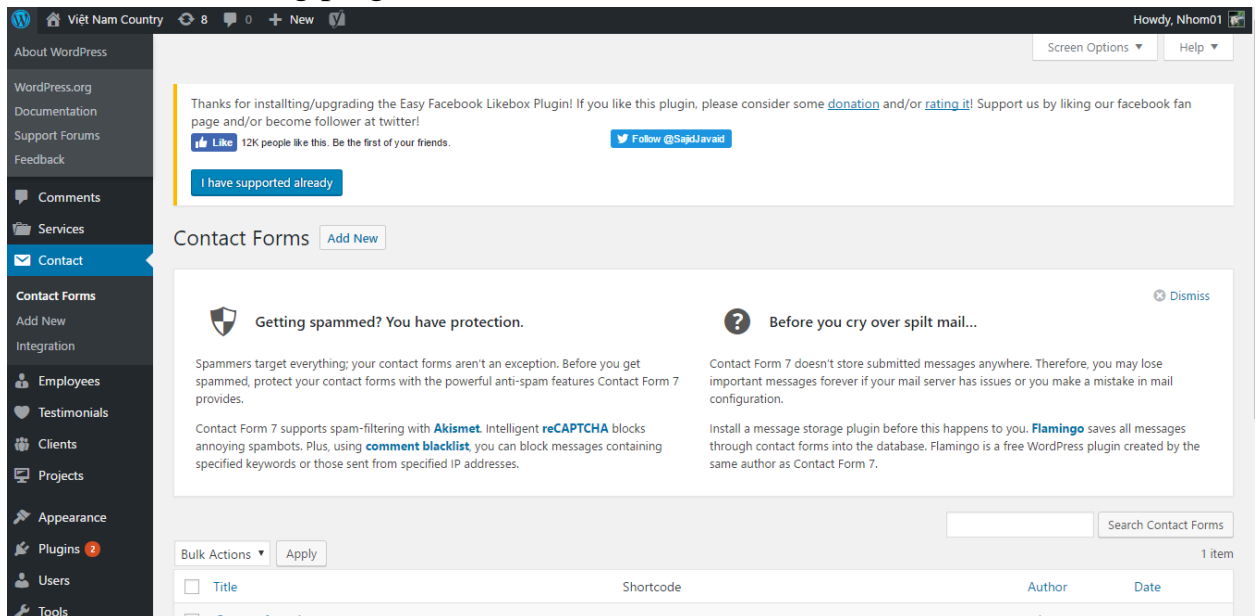 Việt Nam Country 8 0 + New Howdy, Nhom01
About WordPress
WordPress.org
Documentation
Support Forums
Feedback
Comments
Services
Contact
Contact Forms
Add New
Integration
Employees
Testimonials
Clients
Projects
Appearance
Plugins 2
Users
Tools
Screen Options ▼ Help ▼
Thanks for installting/upgrading the Easy Facebook Likebox Plugin! If you like this plugin, please consider some donation and/or rating it! Support us by liking our facebook fan
page and/or become follower at twitter!
Like 12K people like this. Be the first of your friends. Follow @SajidJavaid
I have supported already
Contact Forms Add New
Dismiss
Getting spammed? You have protection.
Spammers target everything; your contact forms aren't an exception. Before you get
spammed, protect your contact forms with the powerful anti-spam features Contact Form 7
provides.
Contact Form 7 supports spam-filtering with Akismet. Intelligent reCAPTCHA blocks
annoying spambots. Plus, using comment blacklist, you can block messages containing
specified keywords or those sent from specified IP addresses.
Before you cry over spilt mail...
Contact Form 7 doesn't store submitted messages anywhere. Therefore, you may lose
important messages forever if your mail server has issues or you make a mistake in mail
configuration.
Install a message storage plugin before this happens to you. Flamingo saves all messages
through contact forms into the database. Flamingo is a free WordPress plugin created by the
same author as Contact Form 7.
Search Contact Forms
Bulk Actions ▼ Apply 1 item
Title Shortcode Author Date